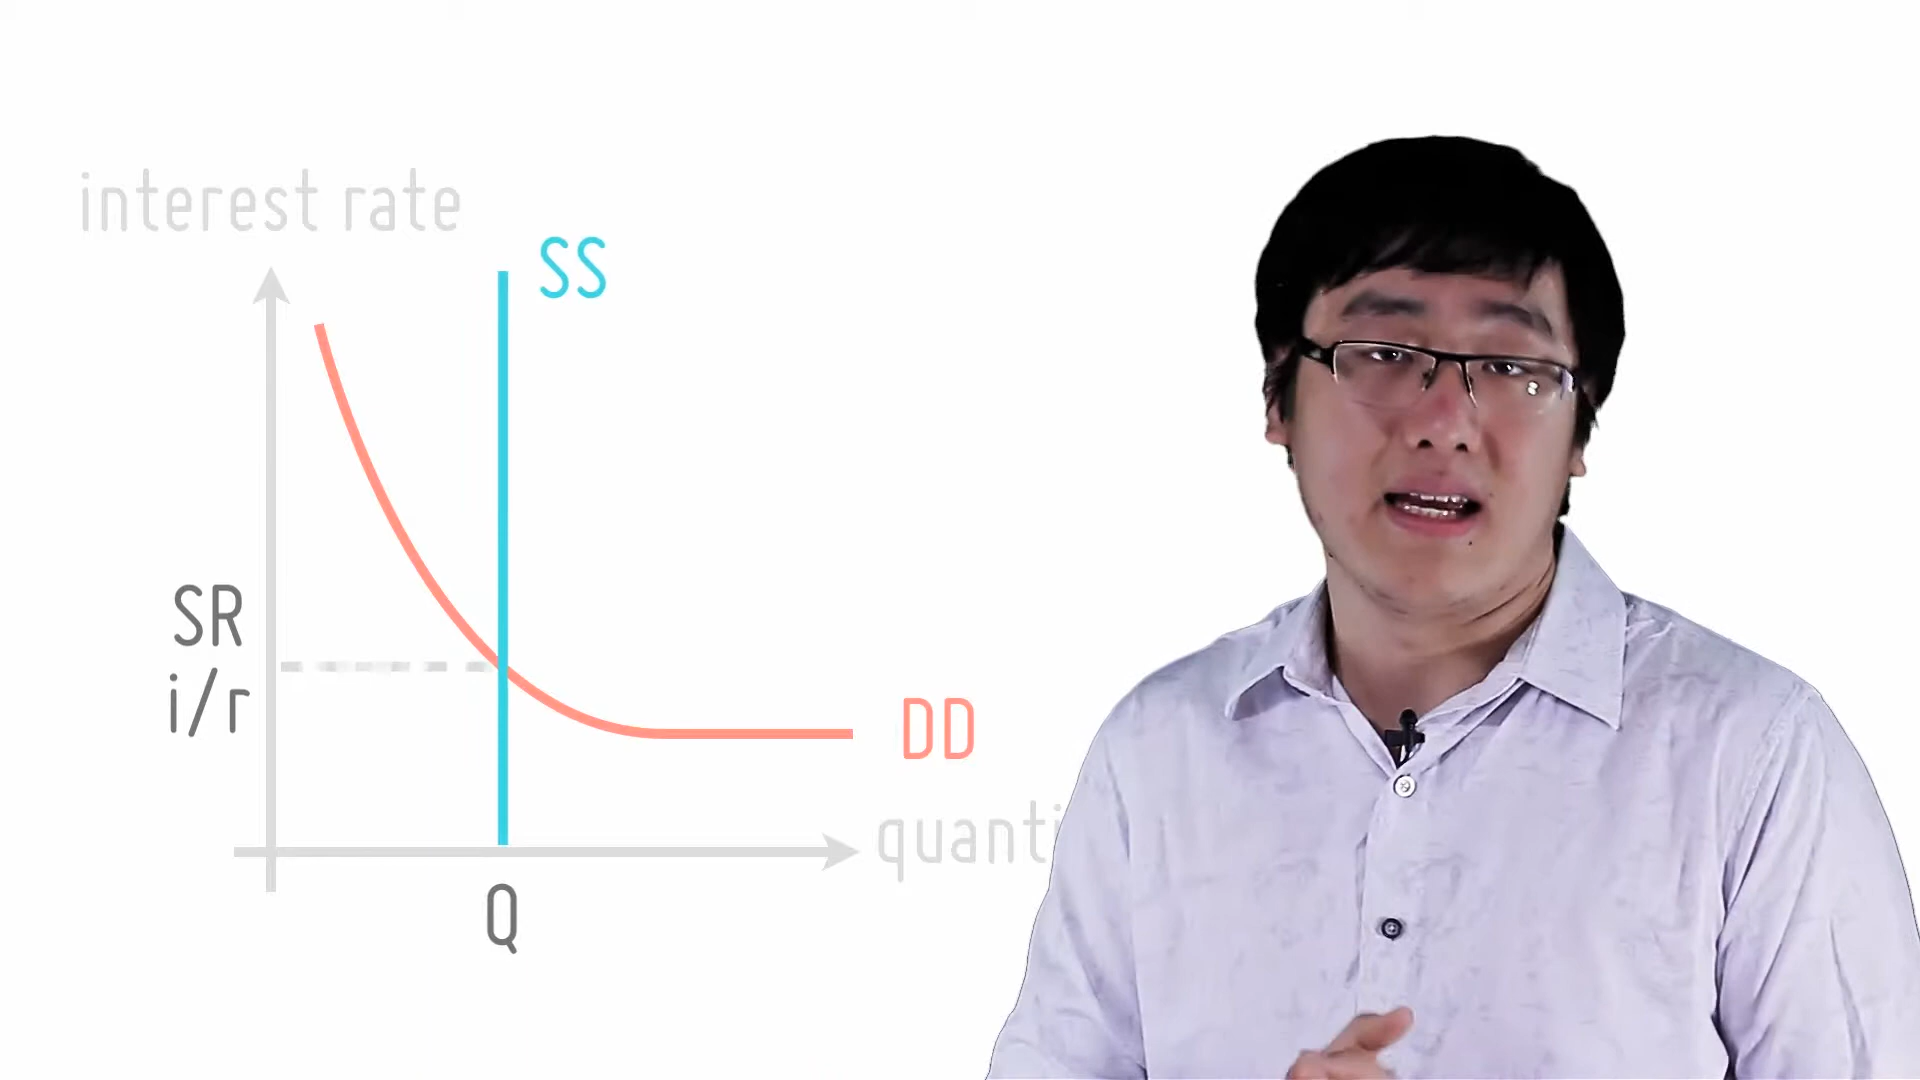 interest rate
SS
SR
i/r
DD
Q